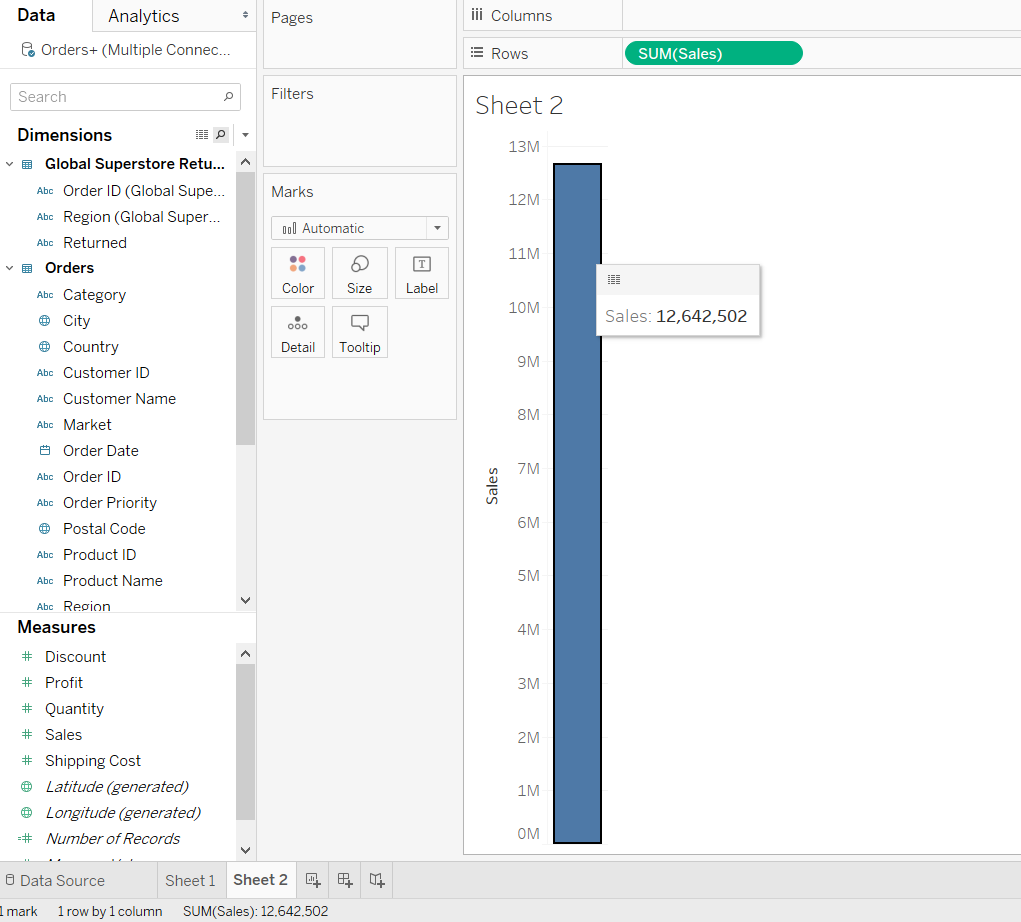 Data
Analytics
Orders+ (Multiple Connec...
Search
Dimensions
Global Superstore Retu...
Abc Order ID (Global Supe...
Abc Region (Global Super...
Abc Returned
Orders
Abc Category
City
Country
Abc Customer ID
Abc Customer Name
Abc Market
Order Date
Abc Order ID
Abc Order Priority
Postal Code
Abc Product ID
Abc Product Name
Abc Region
Measures
# Discount
# Profit
# Quantity
# Sales
# Shipping Cost
Latitude (generated)
Longitude (generated)
=# Number of Records
Pages
Filters
Marks
Automatic
Color
Size
T
Label
Detail
Tooltip
Columns
Rows
SUM(Sales)
Sheet 2
13M
12M
11M
10M
9M
8M
7M
6M
5M
4M
3M
2M
1M
0M
Sales
Sales: 12,642,502
Data Source
Sheet 1
Sheet 2
1 mark
1 row by 1 column
SUM(Sales): 12,642,502